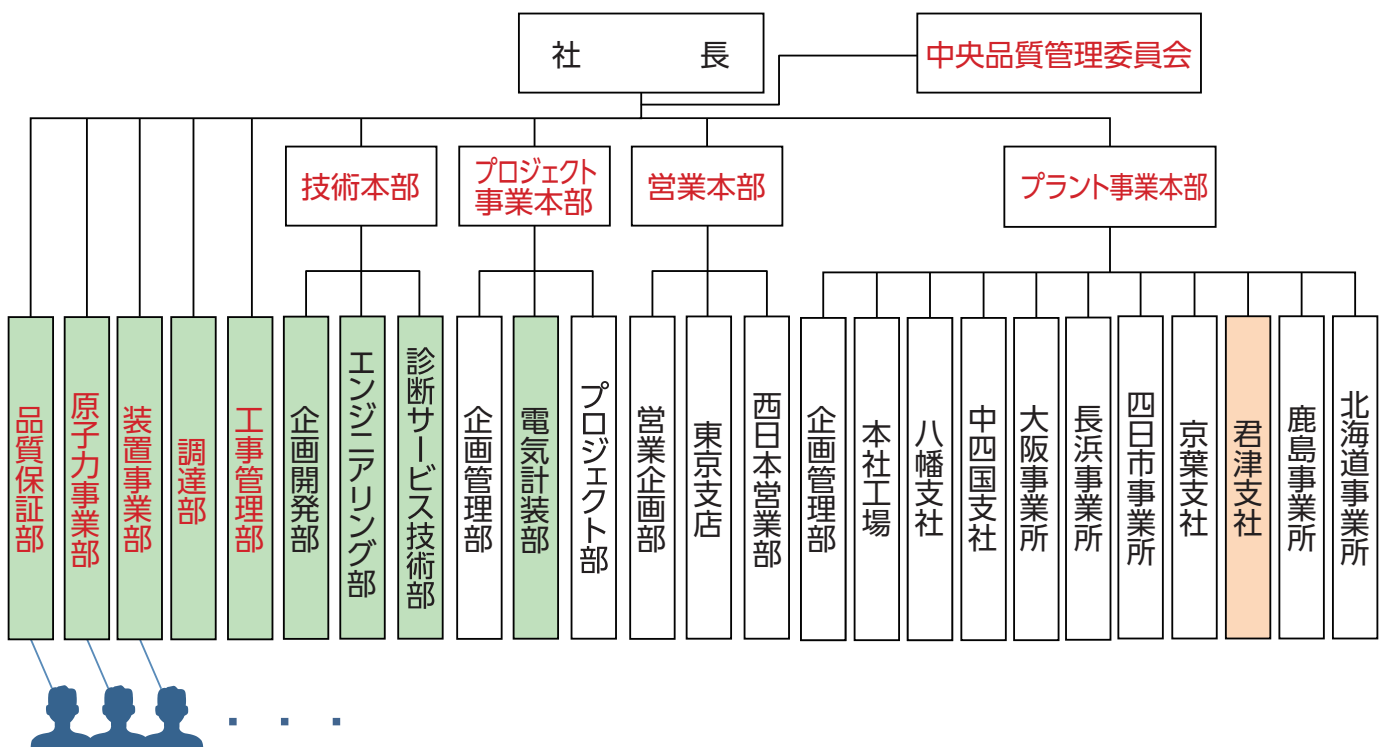 社　　　長
中央品質管理委員会
技術本部
プロジェクト
事業本部
営業本部
プラント事業本部
品質保証部
原子力事業部
装置事業部
調達部
工事管理部
企画開発部
エンジニアリング部
診断サービス技術部
企画管理部
電気計装部
プロジェクト部
営業企画部
東京支店
西日本営業部
企画管理部
本社工場
八幡支社
中四国支社
大阪事業所
長浜事業所
四日市事業所
京葉支社
君津支社
鹿島事業所
北海道事業所